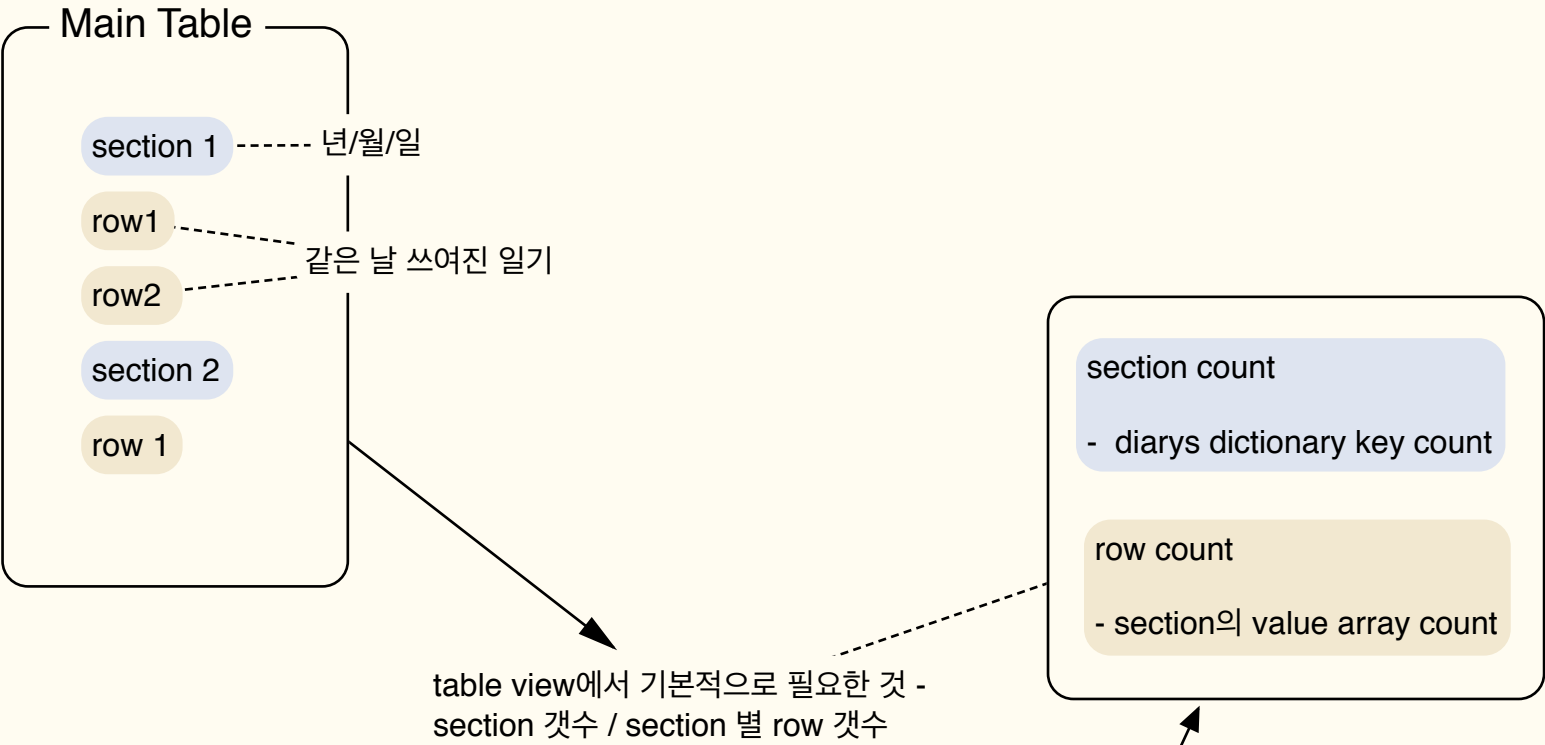 Main Table
section 1
년/월/일
row1
같은 날 쓰여진 일기
row2
section 2
row 1
section count
- diarys dictionary key count
row count
- section의 value array count
table view에서 기본적으로 필요한 것 -
section 갯수 / section 별 row 갯수